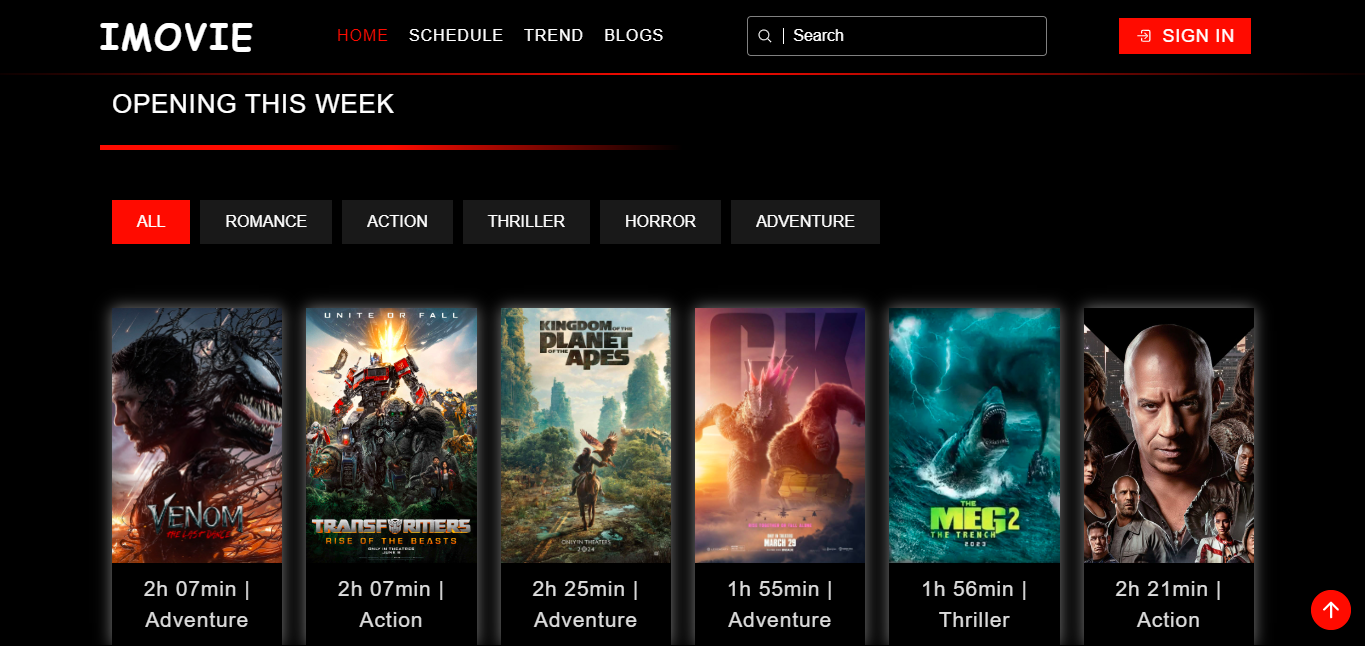 IMOVIE HOME SCHEDULE TREND BLOGS Search SIGN IN
OPENING THIS WEEK
ALL ROMANCE ACTION THRILLER HORROR ADVENTURE
VENOM
THE LAST DANCE
UNITE OR FALL
TRANSFORMERS
RISE OF THE BEASTS
ONLY IN THEATRES
JUNE 9
KINGDOM OF THE
PLANET
OF THE APES
ONLY IN THEATERS
2024
GK
MARCH 29
THE
MEG 2
THE TRENCH
2023
2h 07min |
Adventure
2h 07min |
Action
2h 25min |
Adventure
1h 55min |
Adventure
1h 56min |
Thriller
2h 21min |
Action